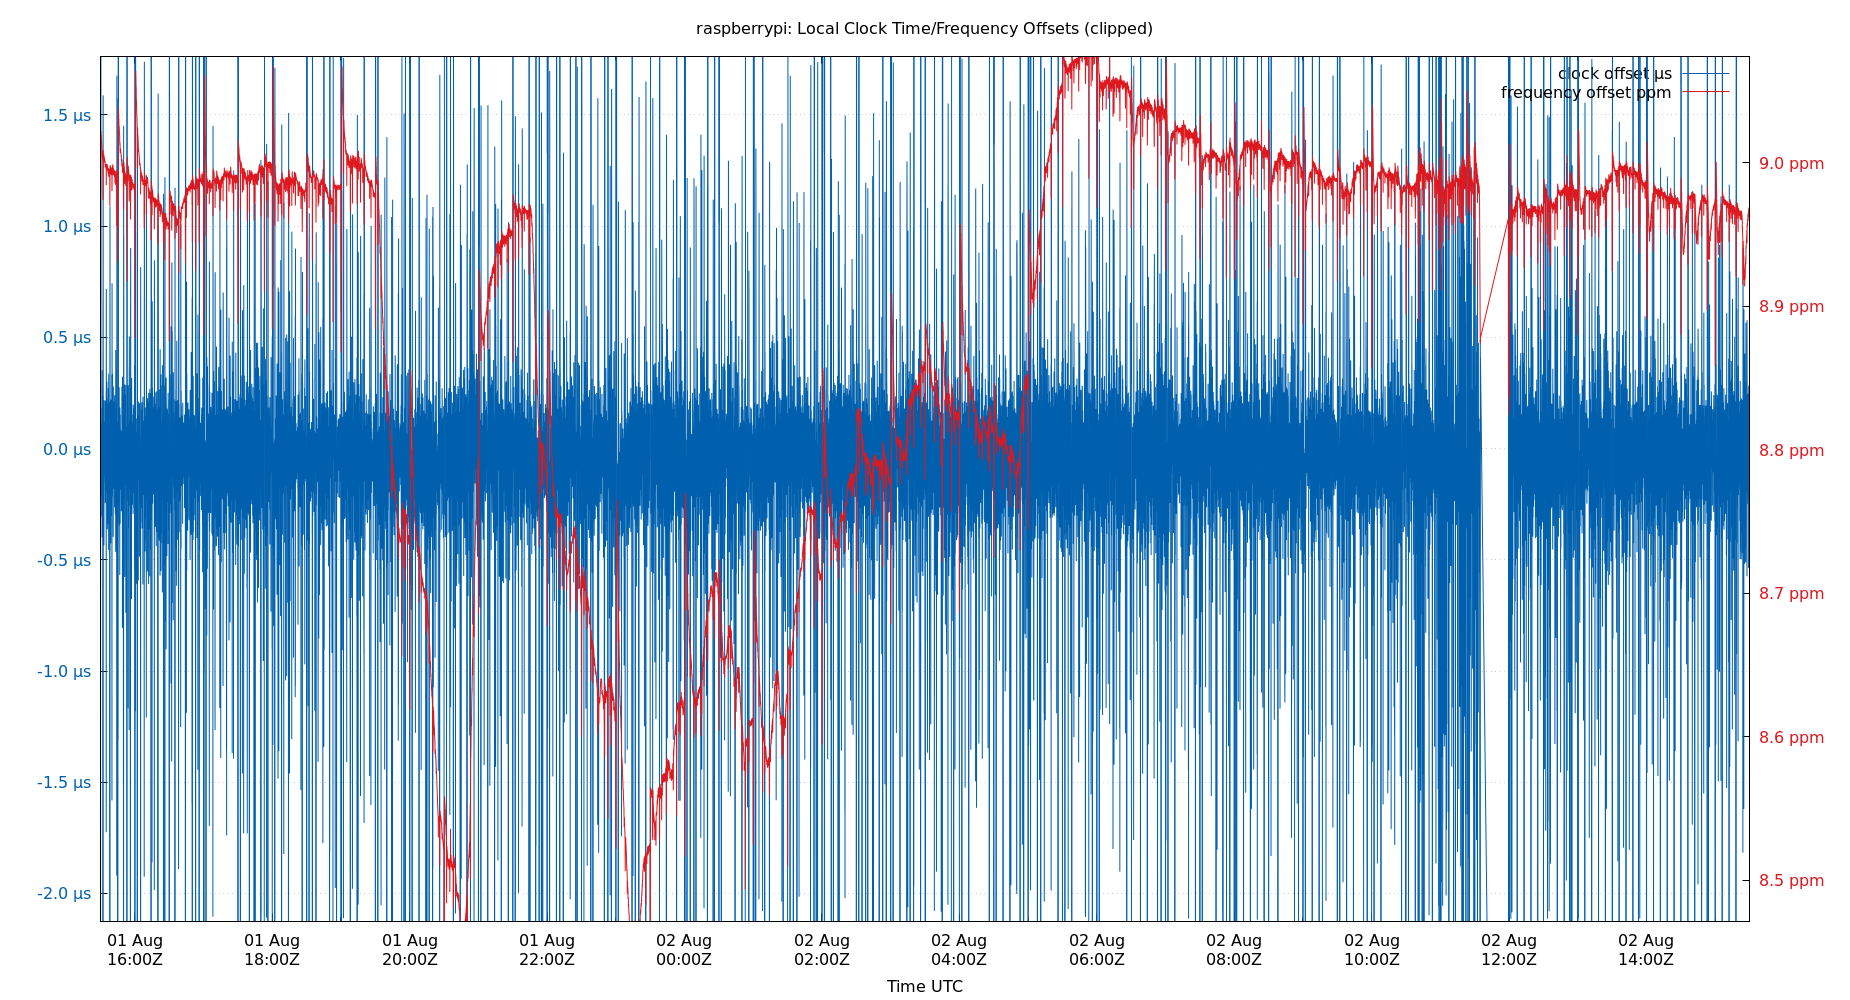 raspberrypi: Local Clock Time/Frequency Offsets (clipped)
clock offset µs
frequency offset ppm
1.5 µs
1.0 µs
0.5 µs
0.0 µs
-0.5 µs
-1.0 µs
-1.5 µs
-2.0 µs
9.0 ppm
8.9 ppm
8.8 ppm
8.7 ppm
8.6 ppm
8.5 ppm
01 Aug
16:00Z
01 Aug
18:00Z
01 Aug
20:00Z
01 Aug
22:00Z
02 Aug
00:00Z
02 Aug
02:00Z
02 Aug
04:00Z
02 Aug
06:00Z
02 Aug
08:00Z
02 Aug
10:00Z
02 Aug
12:00Z
02 Aug
14:00Z
Time UTC